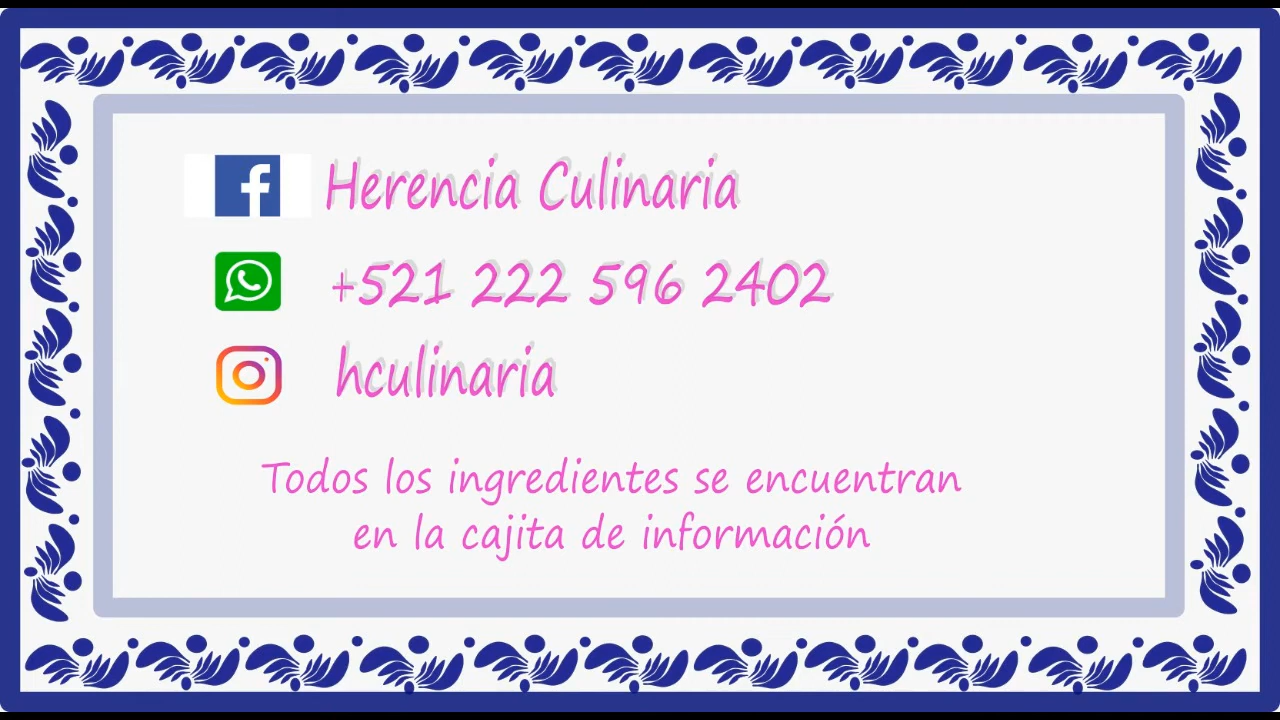 Herencia Culinaria
+521 222 596 2402
hculinaria
Todos los ingredientes se encuentran
en la cajita de información